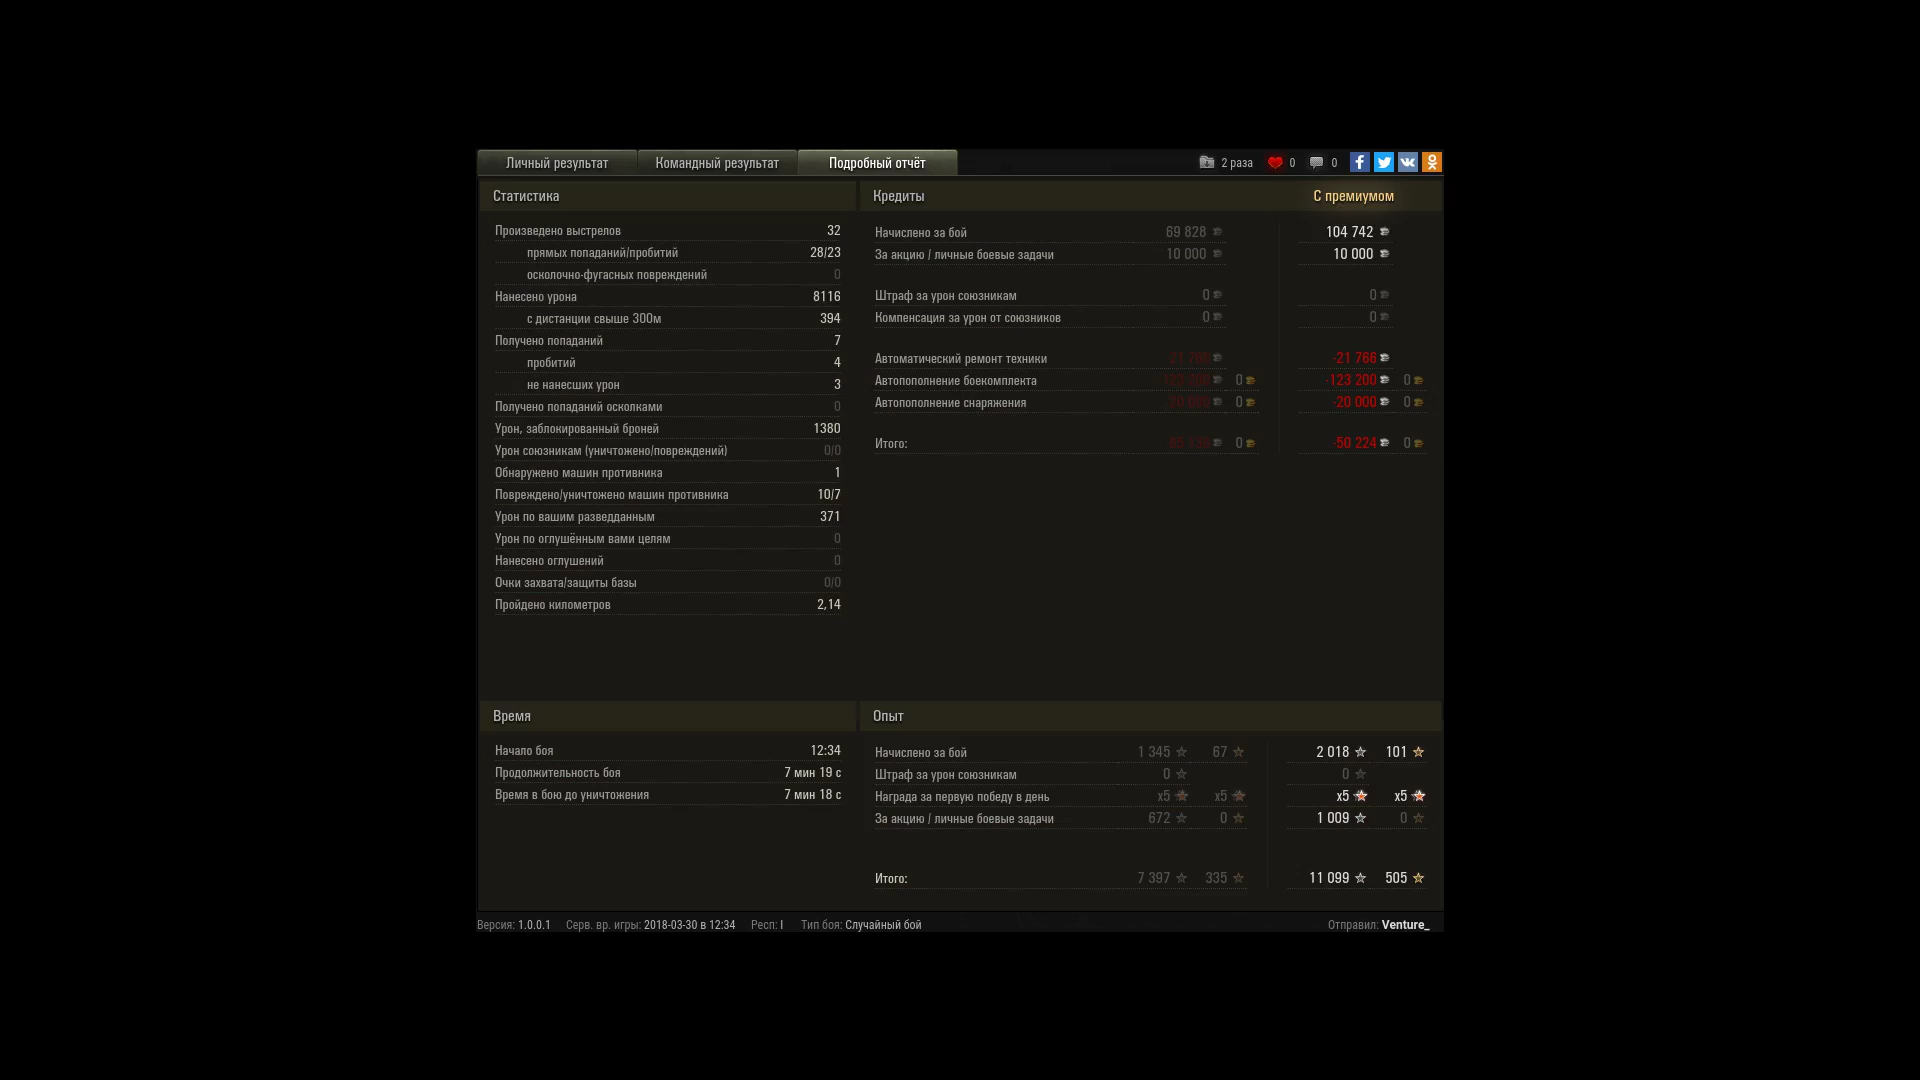 Личный результат Командный результат Подробный отчёт 2 раза 0 0
Статистика
Произведено выстрелов 32
прямых попаданий/пробитий 28/23
осколочно-фугасных повреждений 0
Нанесено урона 8116
с дистанции свыше 300м 394
Получено попаданий 7
пробитий 4
не нанесших урон 3
Получено попаданий осколками 0
Урон, заблокированный броней 1380
Урон союзникам (уничтожено/повреждений) 0/0
Обнаружено машин противника 1
Повреждено/уничтожено машин противника 10/7
Урон по вашим разведданным 371
Урон по оглушённым вами целям 0
Нанесено оглушений 0
Очки захвата/защиты базы 0/0
Пройдено километров 2,14
Кредиты С премиумом
Начислено за бой 69 828 104 742
За акцию / личные боевые задачи 10 000 10 000
Штраф за урон союзникам 0 0
Компенсация за урон от союзников 0 0
Автоматический ремонт техники -21 766
Автопополнение боекомплекта 0 -123 200 0
Автопополнение снаряжения 0 -20 000 0
Итого: 0 -50 224 0
Время
Начало боя 12:34
Продолжительность боя 7 мин 19 с
Время в бою до уничтожения 7 мин 18 с
Опыт
Начислено за бой 1 345 67 2 018 101
Штраф за урон союзникам 0 0
Награда за первую победу в день x5 x5 x5 x5
За акцию / личные боевые задачи 672 0 1 009 0
Итого: 7 397 335 11 099 505
Версия: 1.0.0.1 Серв. вр. игры: 2018-03-30 в 12:34 Респ: I Тип боя: Случайный бой Отправил: Venture_